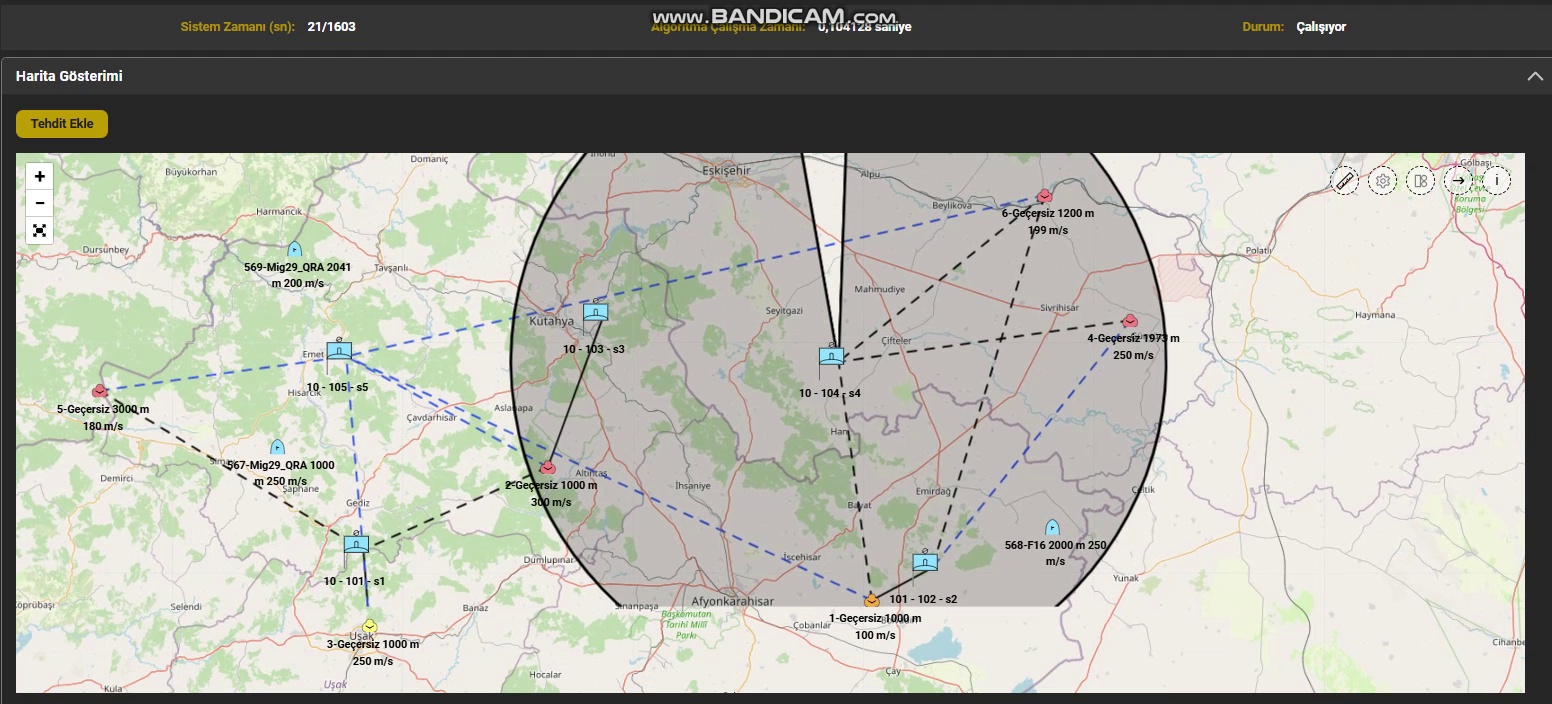 www.BANDICAM.com
Sistem Zamanı (sn): 21/1603
Algoritma Çalışma Zamanı: 0,104128 saniye
Durum: Çalışıyor
Harita Gösterimi
Tehdit Ekle
+
−
Domaniç
Büyükorhan
İnönü
Eskişehir
Alpu
Gölbaşı
Koruma
Bölgesi
i
Harmancık
Beylikova
6-Geçersiz 1200 m
199 m/s
Dursunbey
569-Mig29_QRA 2041
m 200 m/s
Tavşanlı
Polatlı
Mahmudiye
Seyitgazi
Sivrihisar
Haymana
Kütahya
Çifteler
4-Geçersiz 1973 m
250 m/s
10 - 103 - s3
Emet
10 - 105 - s5
Hisarcık
10 - 104 - s4
5-Geçersiz 3000 m
180 m/s
Çavdarhisar
Aslanapa
Han
567-Mig29_QRA 1000
m 250 m/s
Demirci
Şaphane
Altıntaş
2-Geçersiz 1000 m
300 m/s
İhsaniye
Emirdağ
Çeltik
Gediz
Bayat
568-F16 2000 m 250
m/s
Dumlupınar
İscehisar
10 - 101 - s1
Yunak
Selendi
Banaz
Sinanpaşa
Afyonkarahisar
101 - 102 - s2
Başkomutan
Tarihî Millî
Parkı
Çobanlar
1-Geçersiz 1000 m
100 m/s
Uşak
3-Geçersiz 1000 m
250 m/s
Cihanbe
Hocalar
Çay
Kula
Uşak